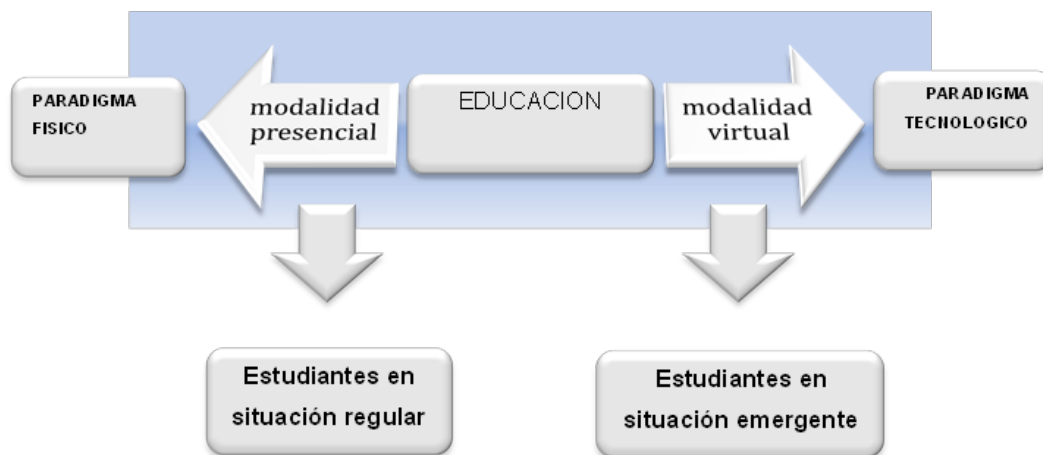 PARADIGMA
FISICO
modalidad
presencial
EDUCACION
modalidad
virtual
PARADIGMA
TECNOLOGICO
Estudiantes en
situación regular
Estudiantes en
situación emergente